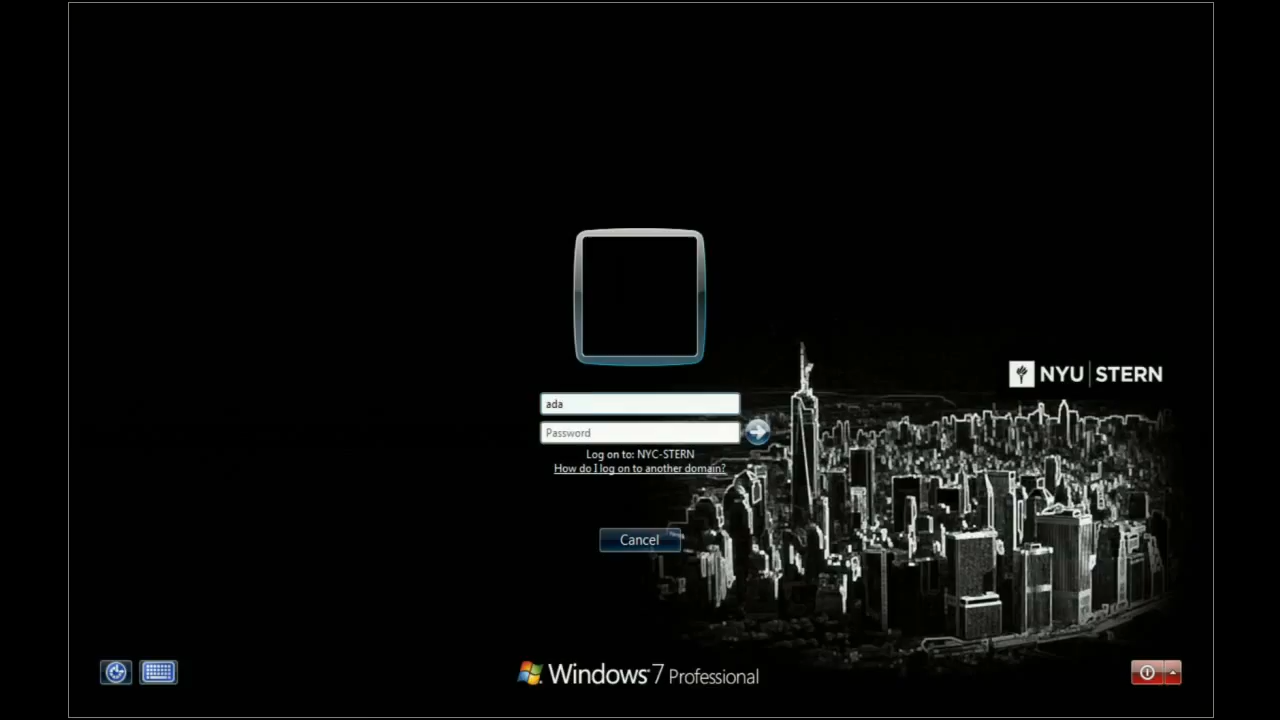 NYU STERN
ada
Password
Log on to: NYC-STERN
How do I log on to another domain?
Cancel
Windows 7 Professional